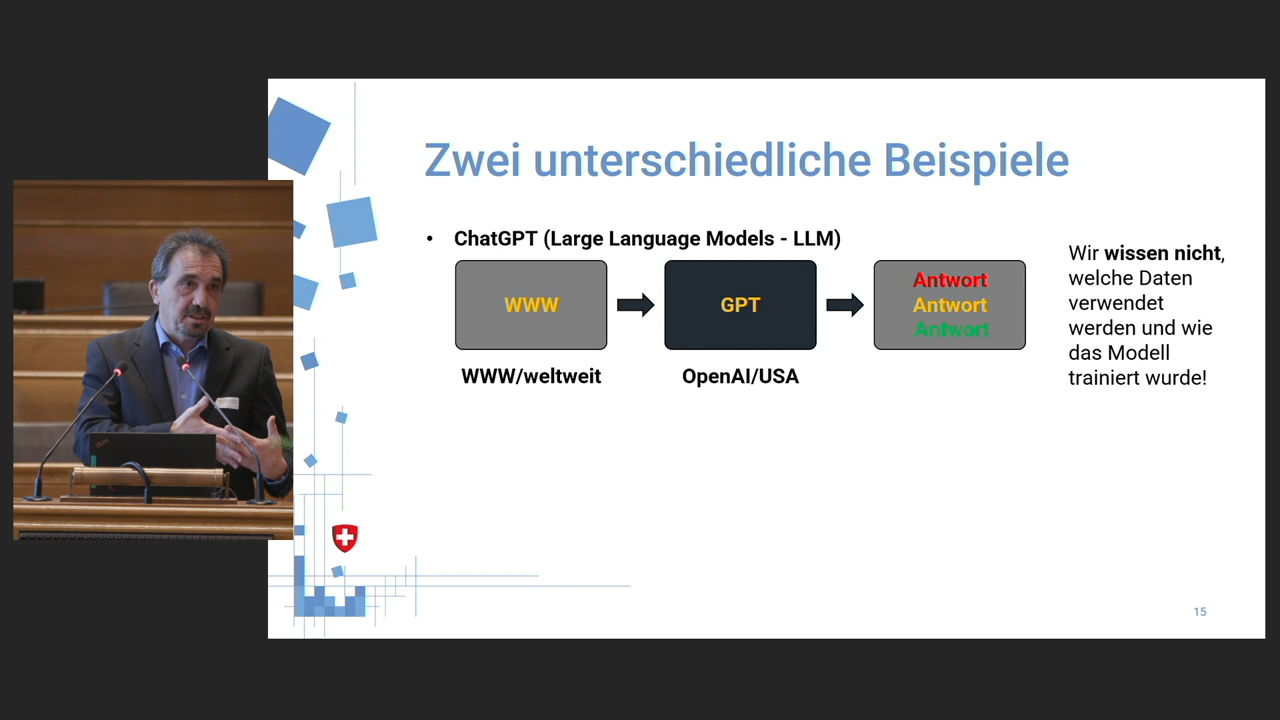 Zwei unterschiedliche Beispiele
• ChatGPT (Large Language Models - LLM)
WWW
GPT
Antwort
Antwort
Antwort
WWW/weltweit
OpenAI/USA
Wir wissen nicht,
welche Daten
verwendet
werden und wie
das Modell
trainiert wurde!
15